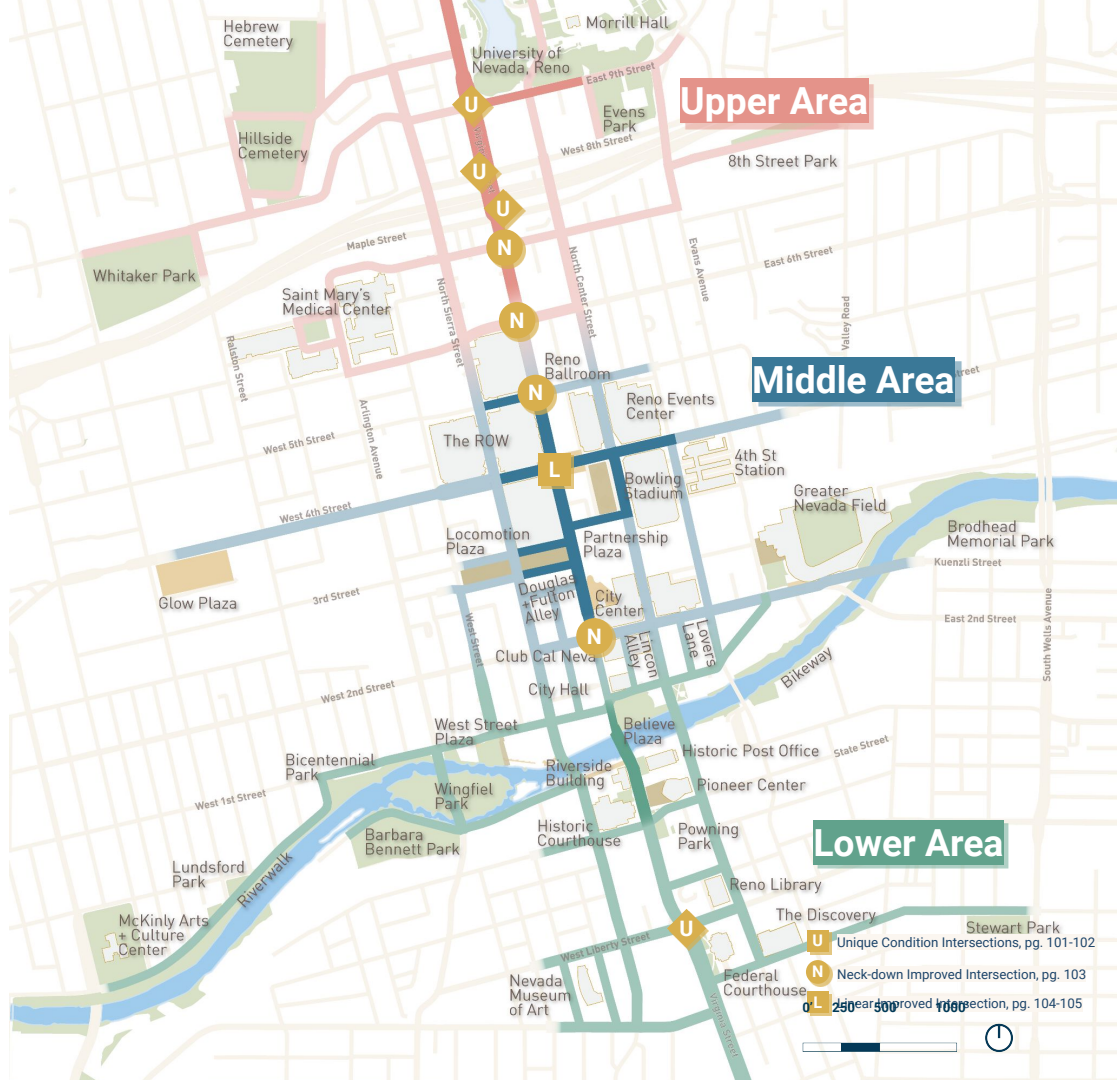 Hebrew
Cemetery
Morrill Hall
University of
Nevada, Reno
East 9th Street
Upper Area
U
Evens
Park
Hillside
Cemetery
West 8th Street
8th Street Park
U
U
Maple Street
N
East 6th Street
Whitaker Park
Evans Avenue
North Center Street
Saint Mary's
Medical Center
North Sierra Street
Valley Road
N
Ralston Street
Reno
Ballroom
Middle Area
Street
N
Reno Events
Center
Arlington Avenue
West 5th Street
The ROW
L
4th St
Station
Bowling
Stadium
Greater
Nevada Field
West 4th Street
Brodhead
Memorial Park
Locomotion
Plaza
Partnership
Plaza
Kuenzli Street
Glow Plaza
3rd Street
Douglas
+Fulton
Alley
City
Center
East 2nd Street
South Wells Avenue
West Street
N
Lincon
Alley
Lovers
Lane
Club Cal Neva
Bikeway
City Hall
West 2nd Street
West Street
Plaza
Believe
Plaza
State Street
Historic Post Office
Bicentennial
Park
Riverside
Building
Pioneer Center
West 1st Street
Wingfiel
Park
Historic
Courthouse
Powning
Park
Barbara
Bennett Park
Lower Area
Lundsford
Park
Riverwalk
Reno Library
McKinly Arts
+ Culture
Center
The Discovery
Stewart Park
U
West Liberty Street
U Unique Condition Intersections, pg. 101-102
Nevada
Museum
of Art
Federal
Courthouse
N Neck-down Improved Intersection, pg. 103
L Linear Improved Intersection, pg. 104-105
0' 250' 500' 1000'
Virginia Street